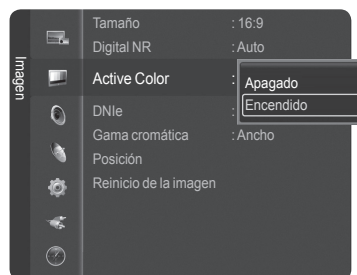 Imagen
Tamaño : 16:9
Digital NR : Auto
Active Color :
Apagado
Encendido
DNIe :
Gama cromática : Ancho
Posición
Reinicio de la imagen